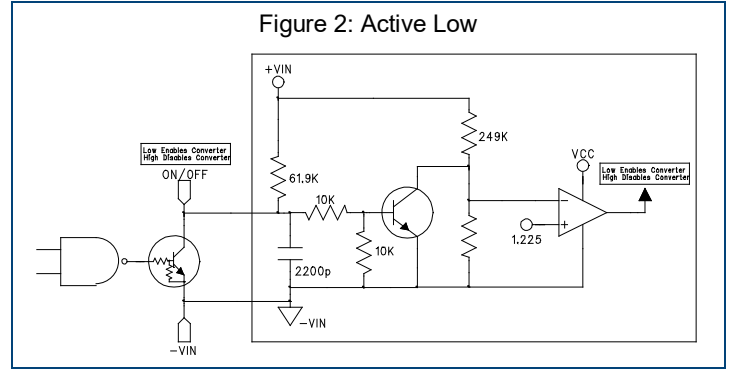 Figure 2: Active Low
+VIN
Low Enables Converter
High Disables Converter
ON/OFF
61.9K
249K
VCC
Low Enables Converter
High Disables Converter
10K
−
+
1.225
10K
2200p
−VIN
−VIN